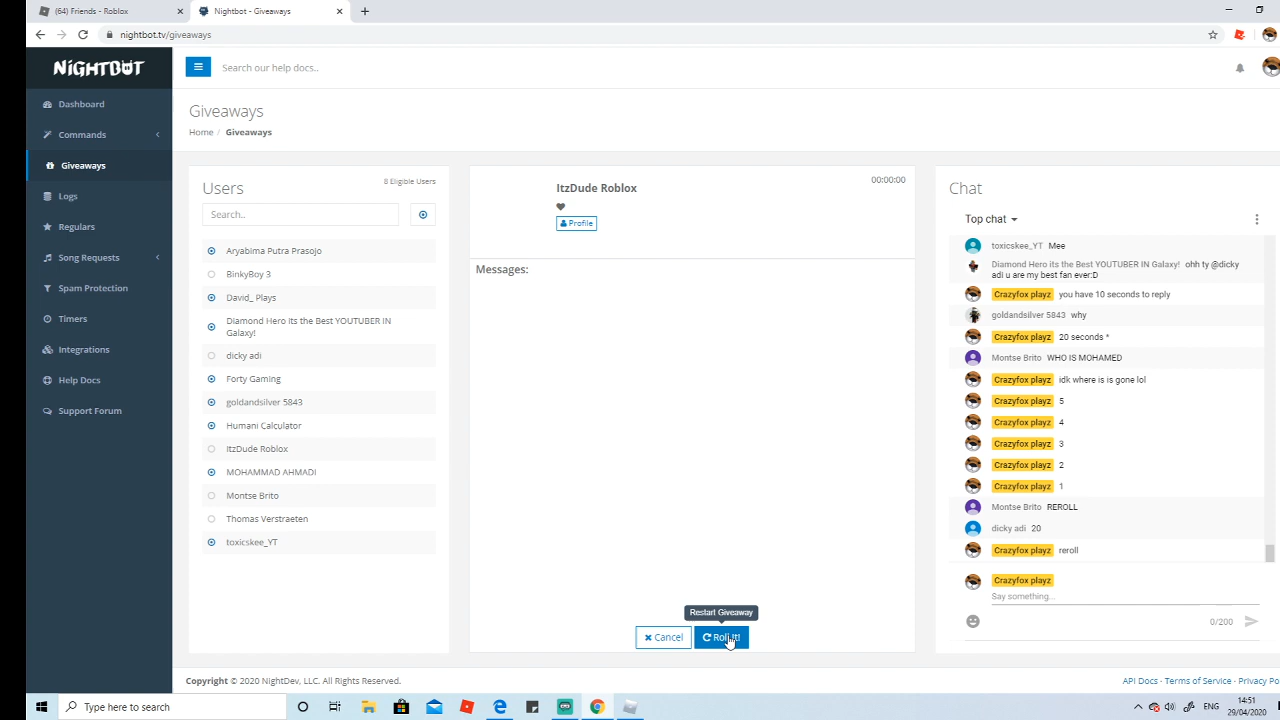 (64) Friends - Roblox
Nightbot - Giveaways
nightbot.tv/giveaways
NiGHTBOT
Search our help docs..
Dashboard
Commands
Giveaways
Logs
Regulars
Song Requests
Spam Protection
Timers
Integrations
Help Docs
Support Forum
Giveaways
Home / Giveaways
Users
8 Eligible Users
Search..
Aryabima Putra Prasojo
BinkyBoy 3
David_ Plays
Diamond Hero its the Best YOUTUBER IN
Galaxy!
dicky adi
Forty Gaming
goldandsilver 5843
Humani Calculator
ItzDude Roblox
MOHAMMAD AHMADI
Montse Brito
Thomas Verstraeten
toxicskee_YT
ItzDude Roblox
00:00:00
Profile
Messages:
Restart Giveaway
Cancel
Roll It!
Chat
Top chat
toxicskee_YT Mee
Diamond Hero its the Best YOUTUBER IN Galaxy! ohh ty @dicky
adi u are my best fan ever:D
Crazyfox playz you have 10 seconds to reply
goldandsilver 5843 why
Crazyfox playz 20 seconds *
Montse Brito WHO IS MOHAMED
Crazyfox playz idk where is is gone lol
Crazyfox playz 5
Crazyfox playz 4
Crazyfox playz 3
Crazyfox playz 2
Crazyfox playz 1
Montse Brito REROLL
dicky adi 20
Crazyfox playz reroll
Crazyfox playz
Say something...
0/200
Copyright © 2020 NightDev, LLC. All Rights Reserved.
API Docs - Terms of Service - Privacy Po
Type here to search
ENG
14:51
29/04/2020